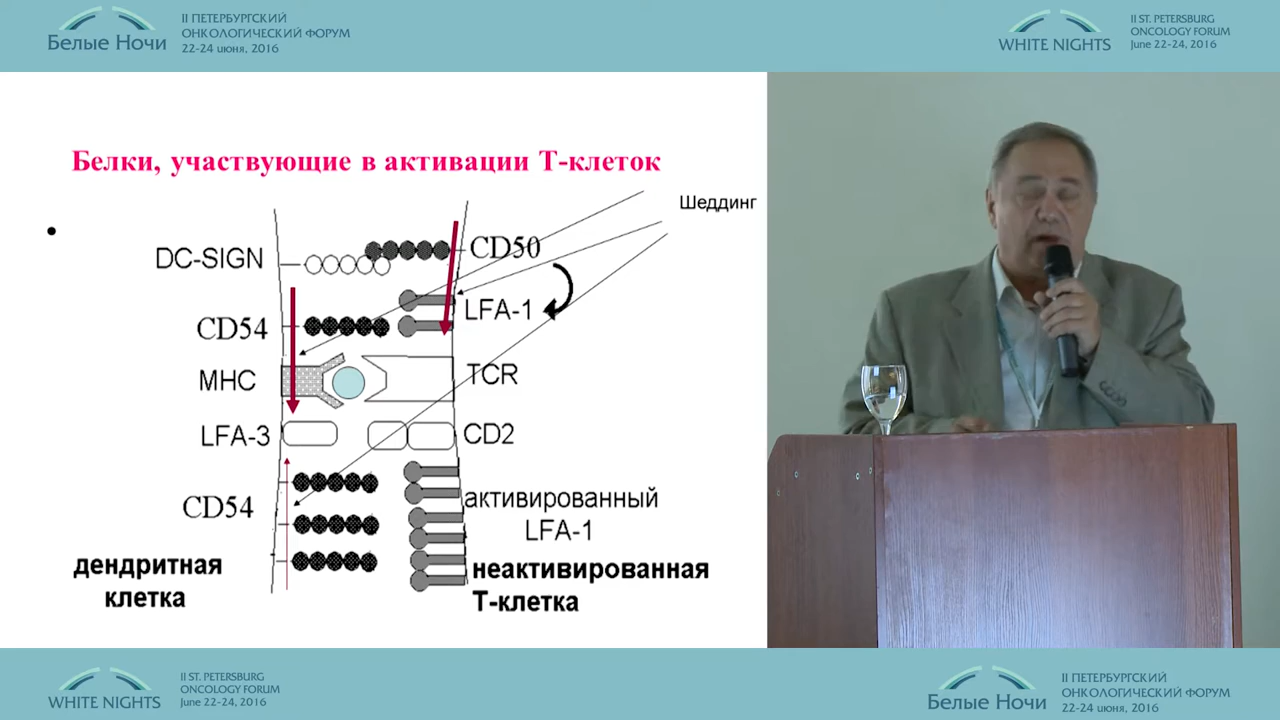 Белые Ночи
II ПЕТЕРБУРГСКИЙ
ОНКОЛОГИЧЕСКИЙ ФОРУМ
22-24 июня, 2016
WHITE NIGHTS
II ST. PETERSBURG
ONCOLOGY FORUM
June 22-24, 2016
Белки, участвующие в активации Т-клеток
Шеддинг
DC-SIGN
CD50
LFA-1
CD54
MHC
TCR
LFA-3
CD2
CD54
активированный
LFA-1
дендритная
клетка
неактивированная
Т-клетка
WHITE NIGHTS
II ST. PETERSBURG
ONCOLOGY FORUM
June 22-24, 2016
Белые Ночи
II ПЕТЕРБУРГСКИЙ
ОНКОЛОГИЧЕСКИЙ ФОРУМ
22-24 июня, 2016